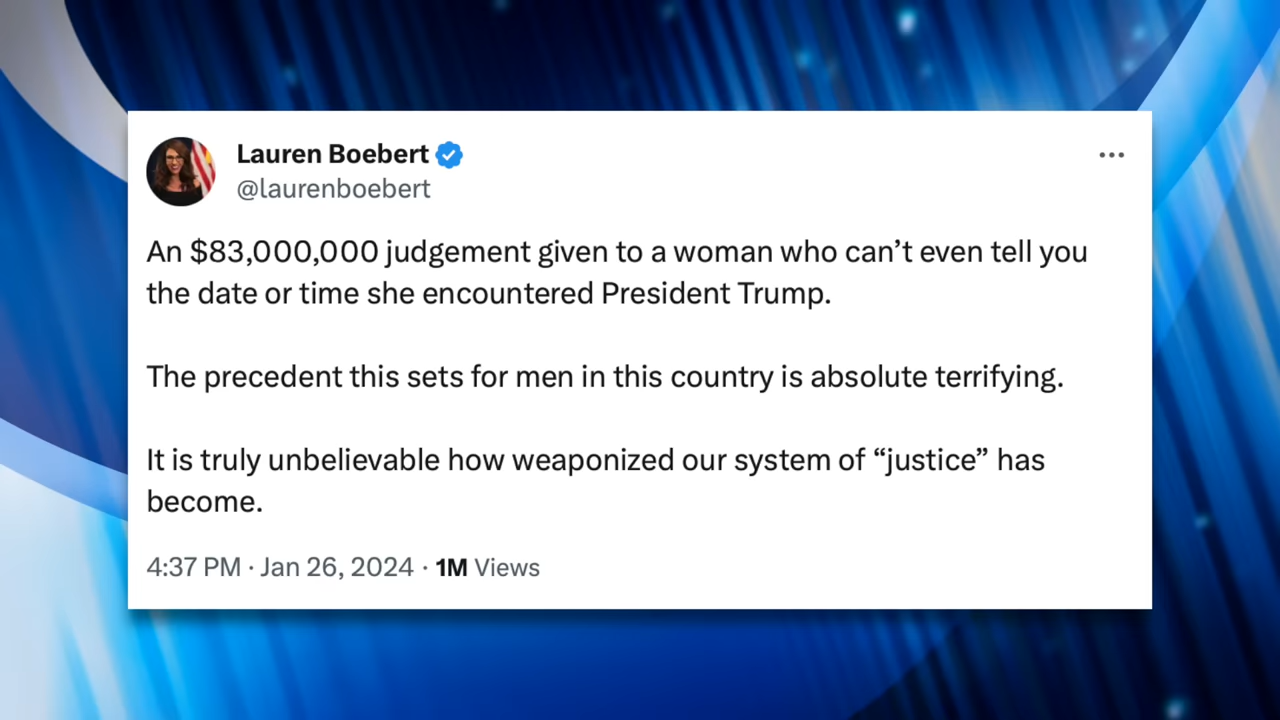 Lauren Boebert
@laurenboebert
An $83,000,000 judgement given to a woman who can’t even tell you
the date or time she encountered President Trump.
The precedent this sets for men in this country is absolute terrifying.
It is truly unbelievable how weaponized our system of “justice” has
become.
4:37 PM · Jan 26, 2024 · 1M Views